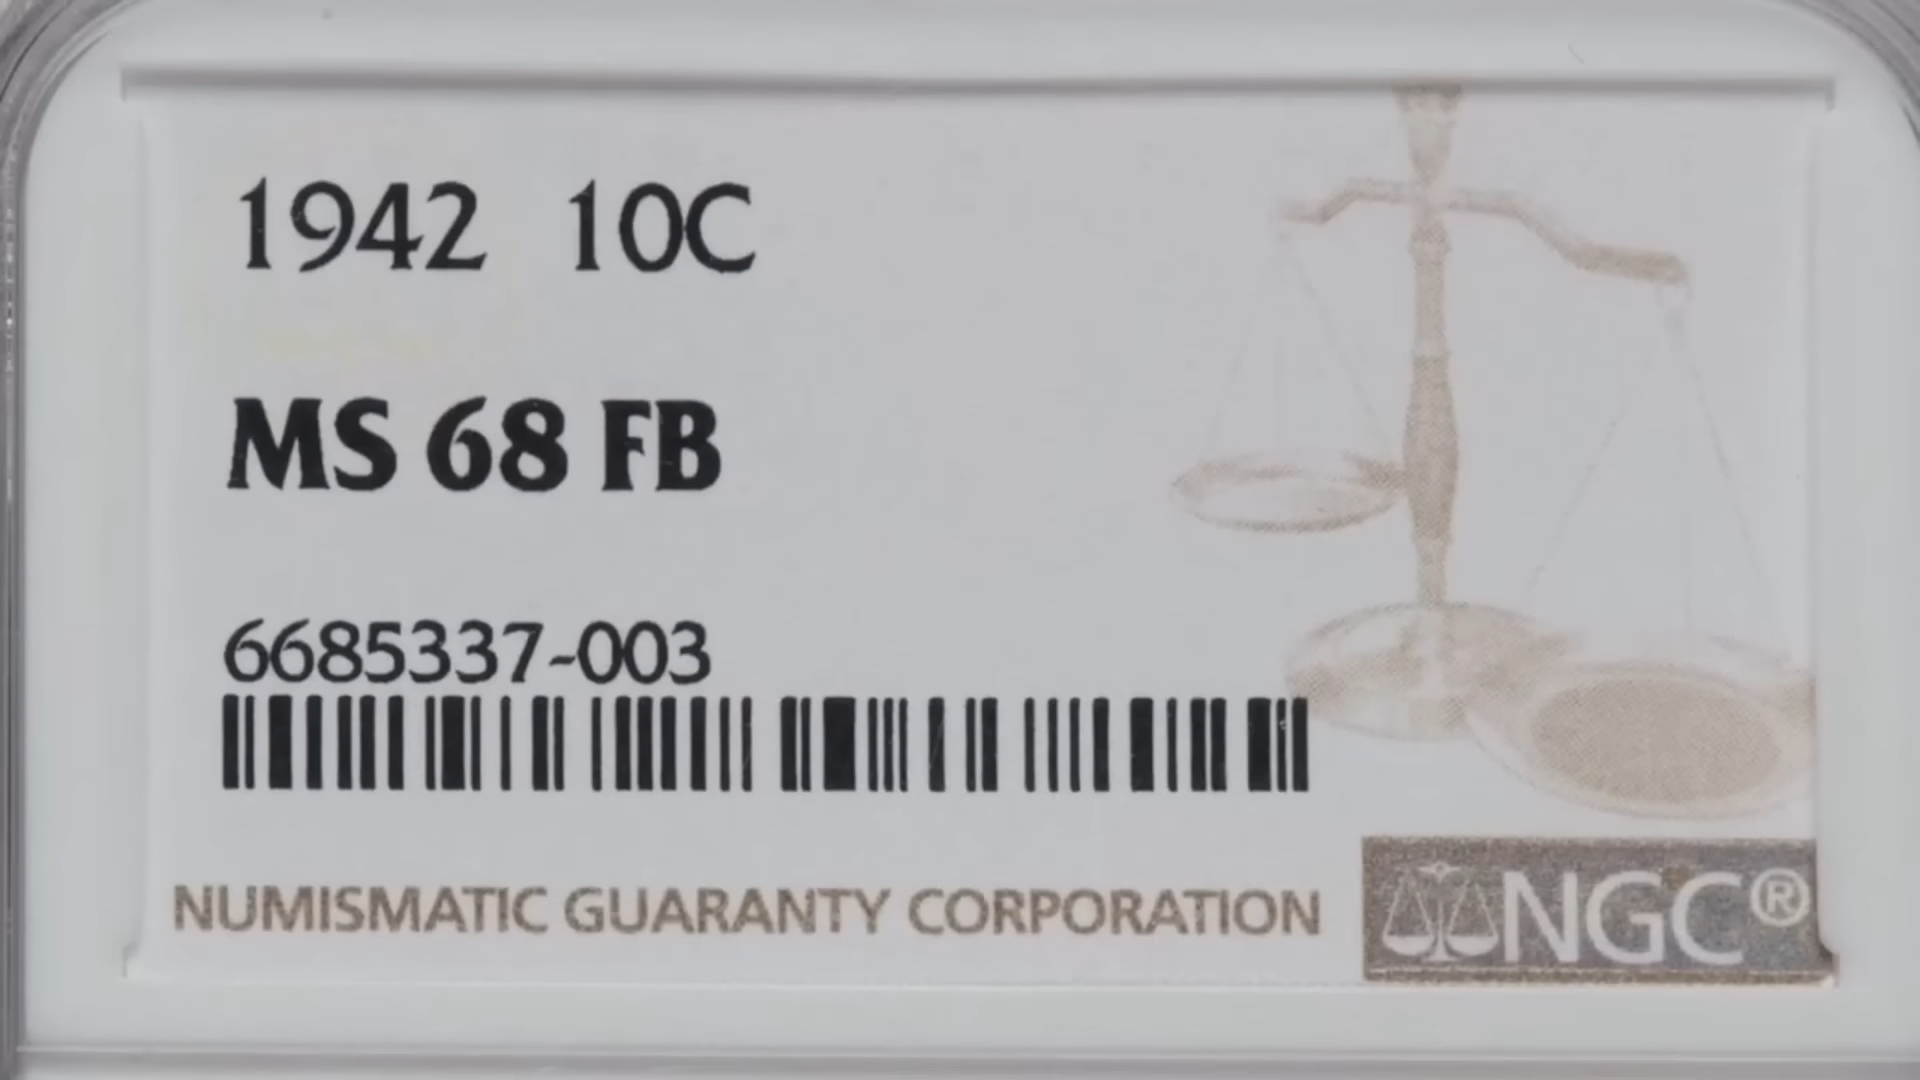 1942 10C
MS 68 FB
6685337-003
NUMISMATIC GUARANTY CORPORATION
NGC®